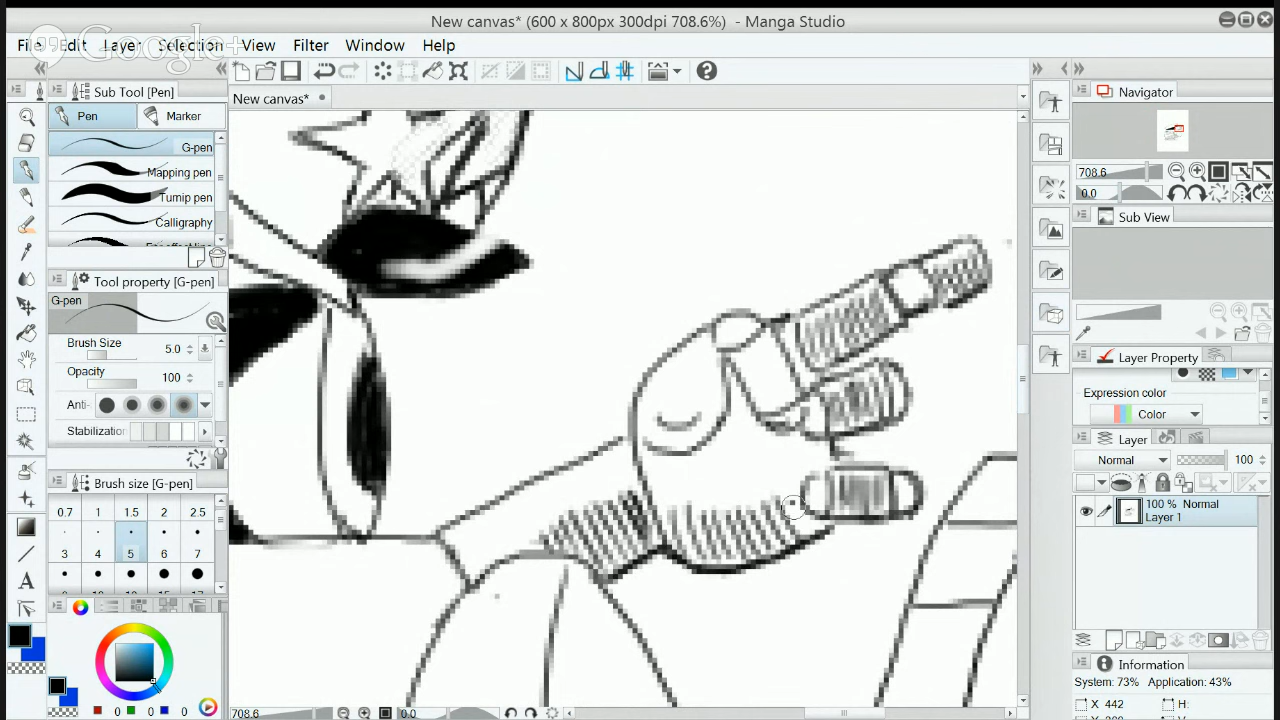 New canvas* (600 x 800px 300dpi 708.6%) - Manga Studio
Google+
File Edit Layer Selection View Filter Window Help
Sub Tool [Pen]
New canvas*
Navigator
Pen
Marker
G-pen
Mapping pen
Turnip pen
Calligraphy
708.6
0.0
Sub View
Tool property [G-pen]
G-pen
Brush Size 5.0
Opacity 100
Anti-
Stabilization
Layer Property
Expression color
Color
Layer
Normal 100
100 % Normal
Layer 1
Brush size [G-pen]
0.7 1 1.5 2 2.5
3 4 5 6 7
Information
System: 73% Application: 43%
X 442 H:
0 0 0
708.6 0.0